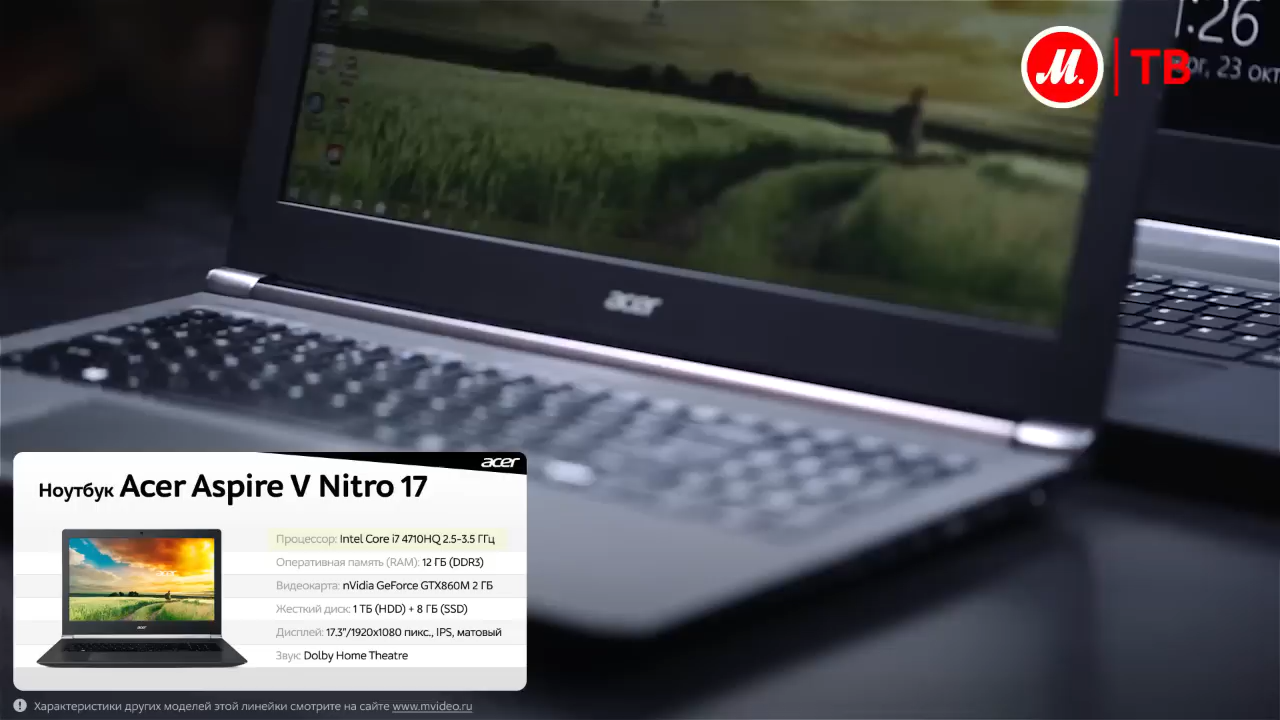 1:26
23 окт
М. ТВ
acer
acer
Ноутбук Acer Aspire V Nitro 17
Процессор: Intel Core i7 4710HQ 2.5-3.5 ГГц
Оперативная память (RAM): 12 ГБ (DDR3)
Видеокарта: nVidia GeForce GTX860M 2 ГБ
Жесткий диск: 1 ТБ (HDD) + 8 ГБ (SSD)
Дисплей: 17.3"/1920x1080 пикс., IPS, матовый
Звук: Dolby Home Theatre
Характеристики других моделей этой линейки смотрите на сайте www.mvideo.ru